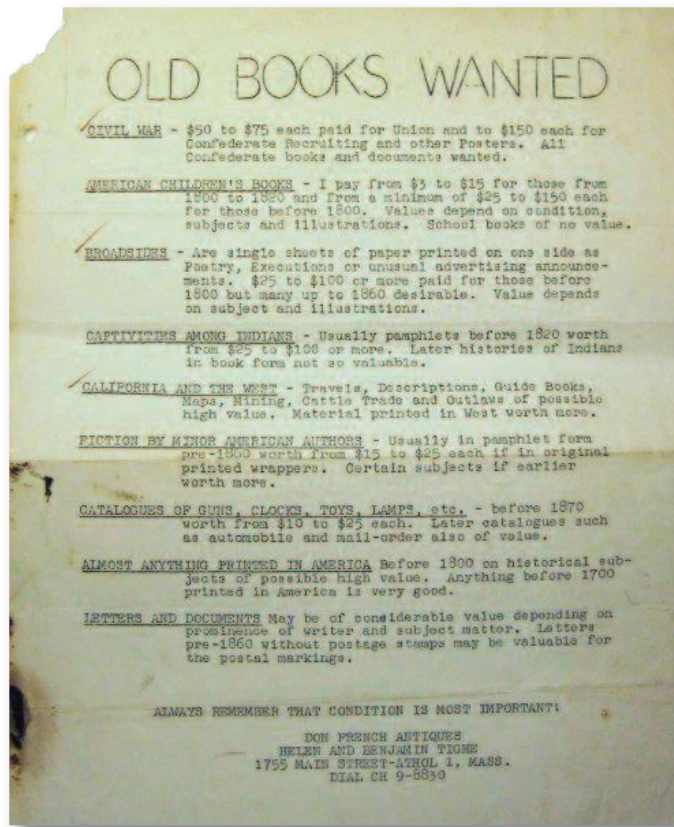 OLD BOOKS WANTED
CIVIL WAR - $50 to $75 each paid for Union and to $150 each for
Confederate Recruiting and other Posters. All
Confederate books and documents wanted.
AMERICAN CHILDREN'S BOOKS - I pay from $3 to $15 for those from
1800 to 1820 and from a minimum of $25 to $150 each
for those before 1800. Values depend on condition,
subjects and illustrations. School books of no value.
BROADSIDES - Are single sheets of paper printed on one side as
Poetry, Executions or unusual advertising announce-
ments. $25 to $100 or more paid for those before
1800 but many up to 1860 desirable. Value depends
on subject and illustrations.
CAPTIVITIES AMONG INDIANS - Usually pamphlets before 1820 worth
from $25 to $100 or more. Later histories of Indians
in book form not so valuable.
CALIFORNIA AND THE WEST - Travels, Descriptions, Guide Books,
Maps, Mining, Cattle Trade and Outlaws of possible
high value. Material printed in West worth more.
FICTION BY MINOR AMERICAN AUTHORS - Usually in pamphlet form
pre-1860 worth from $15 to $25 each if in original
printed wrappers. Certain subjects if earlier
worth more.
CATALOGUES OF GUNS, CLOCKS, TOYS, LAMPS, etc. - before 1870
worth from $10 to $25 each. Later catalogues such
as automobile and mail-order also of value.
ALMOST ANYTHING PRINTED IN AMERICA Before 1800 on historical sub-
jects of possible high value. Anything before 1700
printed in America is very good.
LETTERS AND DOCUMENTS May be of considerable value depending on
prominence of writer and subject matter. Letters
pre-1860 without postage stamps may be valuable for
the postal markings.
ALWAYS REMEMBER THAT CONDITION IS MOST IMPORTANT!
DON FRENCH ANTIQUES
HELEN AND BENJAMIN TIGHE
1755 MAIN STREET-ATHOL 1, MASS.
DIAL CH 9-8830